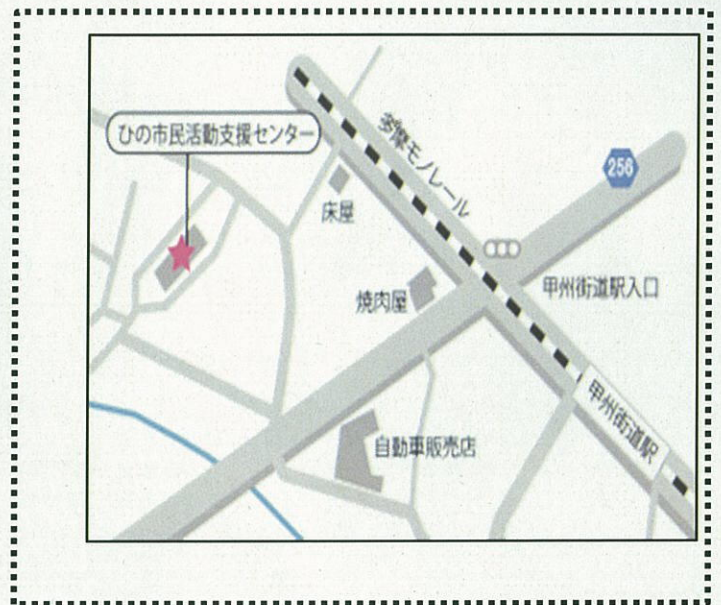 多摩モノレール
256
ひの市民活動支援センター
床屋
焼肉屋
甲州街道駅入口
甲州街道駅
自動車販売店